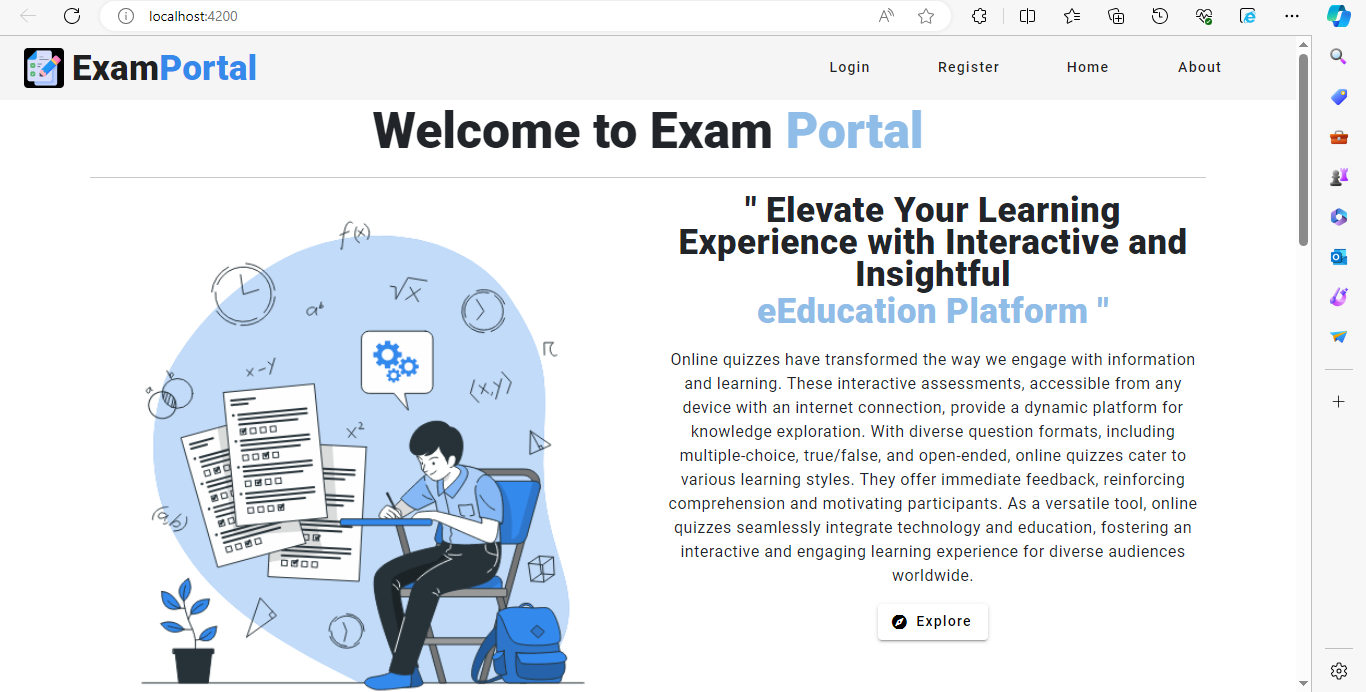 localhost:4200
ExamPortal
Login Register Home About
Welcome to Exam Portal
" Elevate Your Learning
Experience with Interactive and
Insightful
eEducation Platform "
Online quizzes have transformed the way we engage with information
and learning. These interactive assessments, accessible from any
device with an internet connection, provide a dynamic platform for
knowledge exploration. With diverse question formats, including
multiple-choice, true/false, and open-ended, online quizzes cater to
various learning styles. They offer immediate feedback, reinforcing
comprehension and motivating participants. As a versatile tool, online
quizzes seamlessly integrate technology and education, fostering an
interactive and engaging learning experience for diverse audiences
worldwide.
Explore
f(x)
√x
aᵇ
π
x-y
(x,y)
a b
x²
(ab)